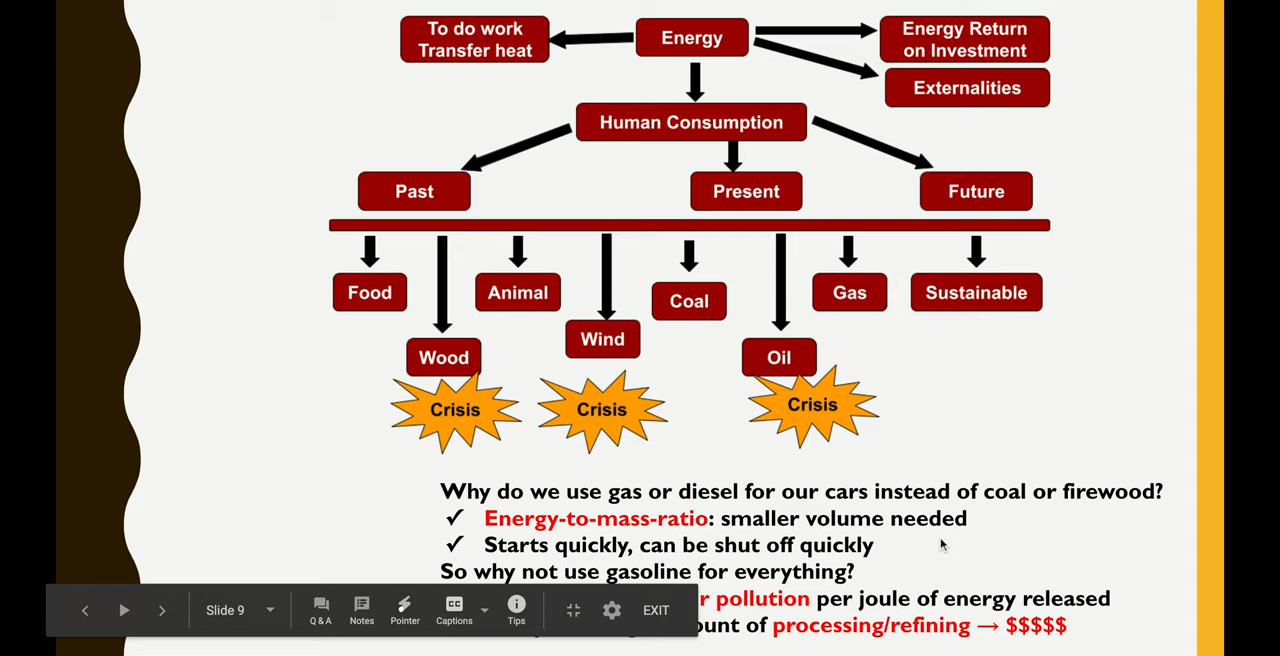 To do work
Transfer heat
Energy
Energy Return
on Investment
Externalities
Human Consumption
Past
Present
Future
Food
Animal
Coal
Gas
Sustainable
Wind
Wood
Oil
Crisis
Crisis
Crisis
Why do we use gas or diesel for our cars instead of coal or firewood?
✓ Energy-to-mass-ratio: smaller volume needed
✓ Starts quickly, can be shut off quickly
So why not use gasoline for everything?
pollution per joule of energy released
of processing/refining → $$$$$
Slide 9
Q & A
Notes
Pointer
CC
Captions
Tips
EXIT